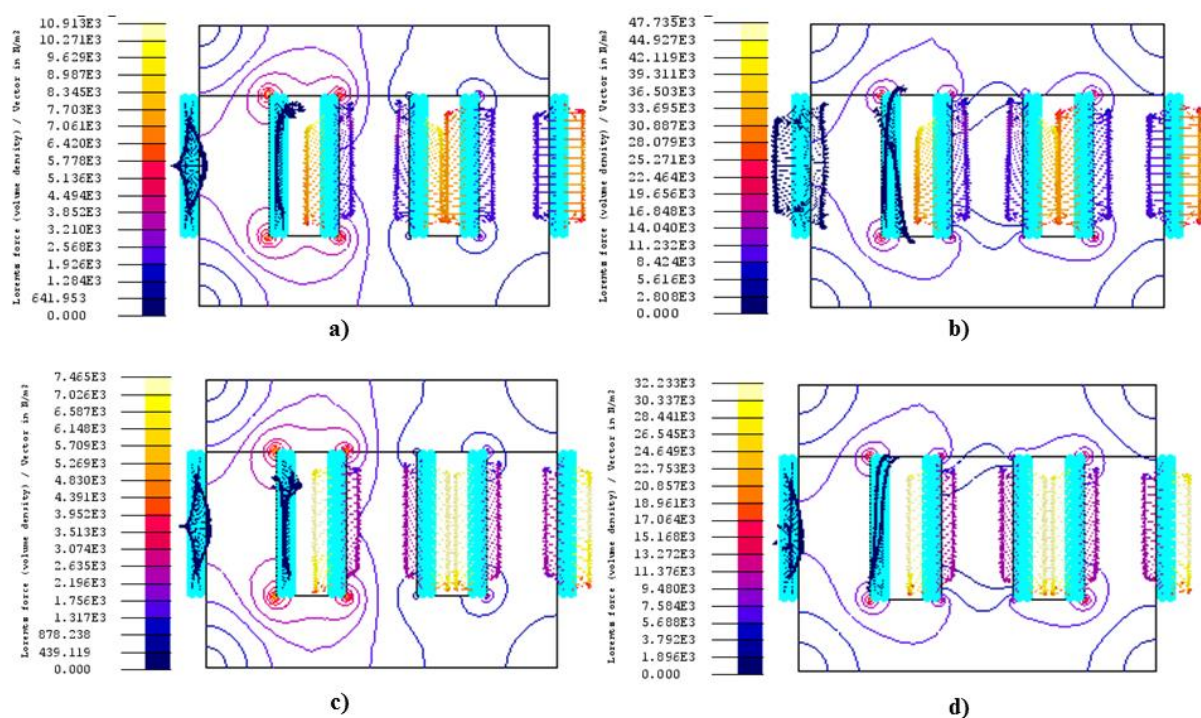 10.913E3
10.271E3
9.629E3
8.987E3
8.345E3
7.703E3
7.061E3
6.420E3
5.778E3
5.136E3
4.494E3
3.852E3
3.210E3
2.568E3
1.926E3
1.284E3
641.953
0.000
Lorentz force (volume density) / Vector in N/m3
a)
47.735E3
44.927E3
42.119E3
39.311E3
36.503E3
33.695E3
30.887E3
28.079E3
25.271E3
22.464E3
19.656E3
16.848E3
14.040E3
11.232E3
8.424E3
5.616E3
2.808E3
0.000
Lorentz force (volume density) / Vector in N/m3
b)
7.465E3
7.026E3
6.587E3
6.148E3
5.709E3
5.269E3
4.830E3
4.391E3
3.952E3
3.513E3
3.074E3
2.635E3
2.196E3
1.756E3
1.317E3
878.238
439.119
0.000
Lorentz force (volume density) / Vector in N/m3
c)
32.233E3
30.337E3
28.441E3
26.545E3
24.649E3
22.753E3
20.857E3
18.961E3
17.064E3
15.168E3
13.272E3
11.376E3
9.480E3
7.584E3
5.688E3
3.792E3
1.896E3
0.000
Lorentz force (volume density) / Vector in N/m3
d)